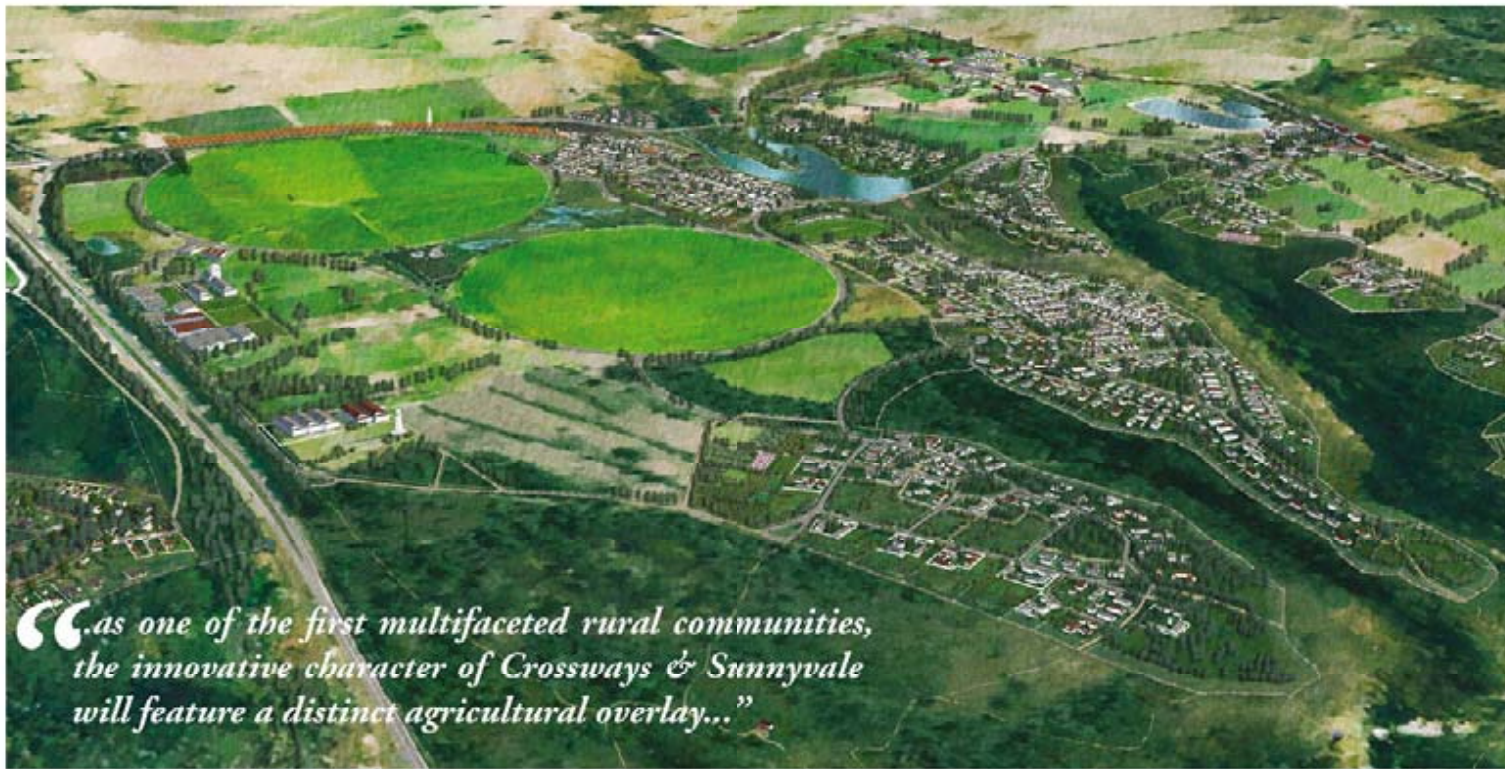 “.as one of the first multifaceted rural communities,
the innovative character of Crossways & Sunnyvale
will feature a distinct agricultural overlay...”